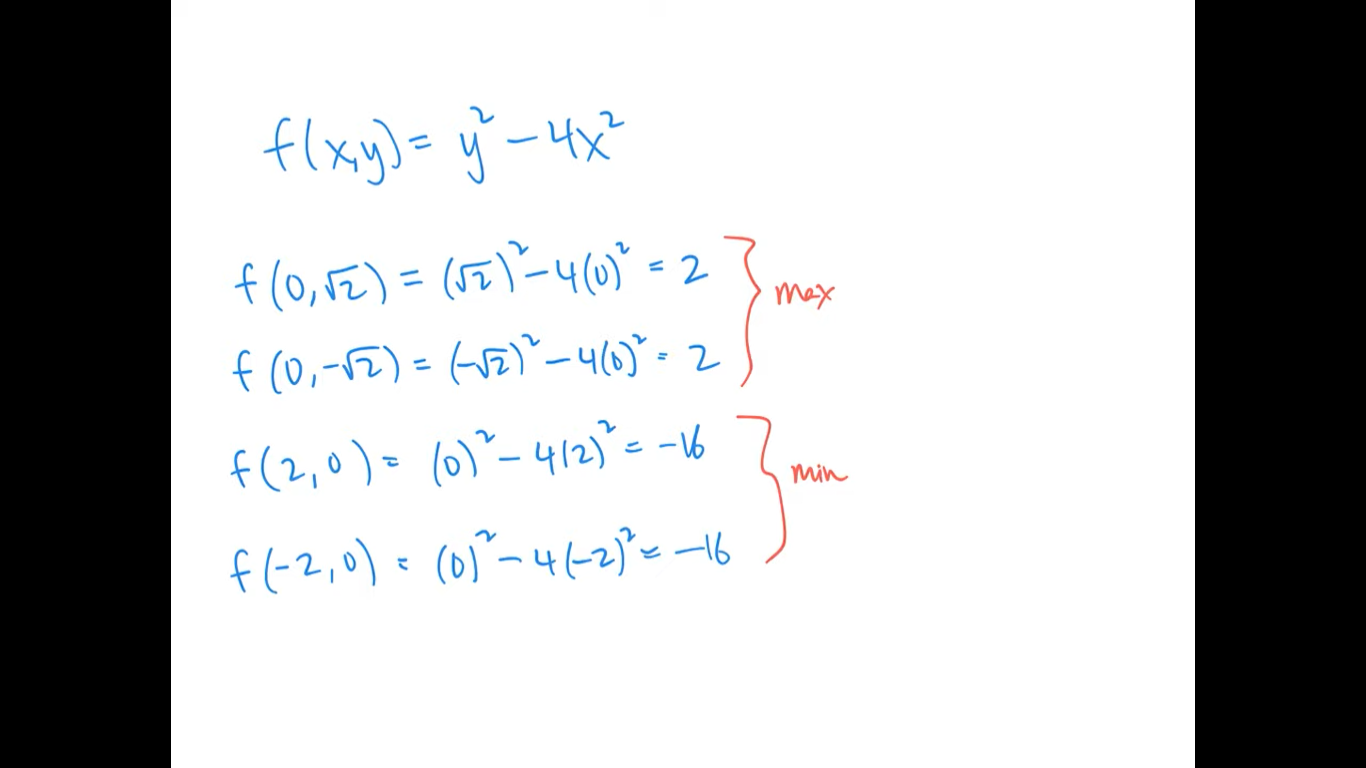 f(x,y) = y² − 4x²
f(0,√2) = (√2)² − 4(0)² = 2
max
f(0,−√2) = (−√2)² − 4(0)² = 2
f(2,0) = (0)² − 4(2)² = −16
min
f(−2,0) = (0)² − 4(−2)² = −16